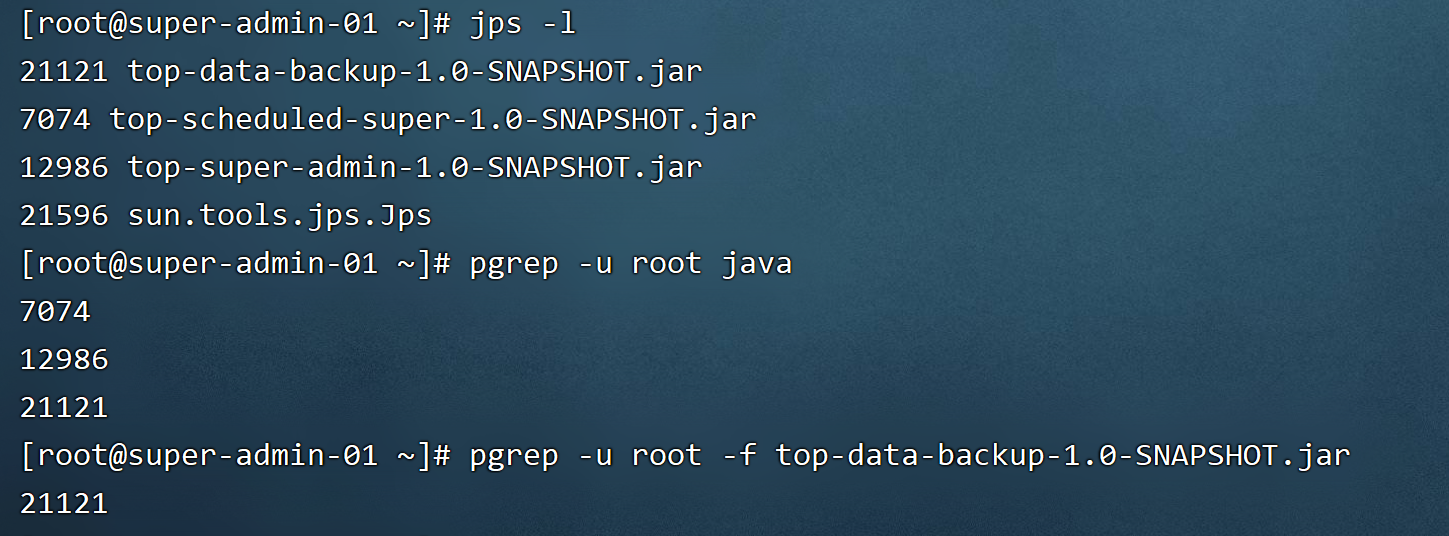 [root@super-admin-01 ~]# jps -l
21121 top-data-backup-1.0-SNAPSHOT.jar
7074 top-scheduled-super-1.0-SNAPSHOT.jar
12986 top-super-admin-1.0-SNAPSHOT.jar
21596 sun.tools.jps.Jps
[root@super-admin-01 ~]# pgrep -u root java
7074
12986
21121
[root@super-admin-01 ~]# pgrep -u root -f top-data-backup-1.0-SNAPSHOT.jar
21121